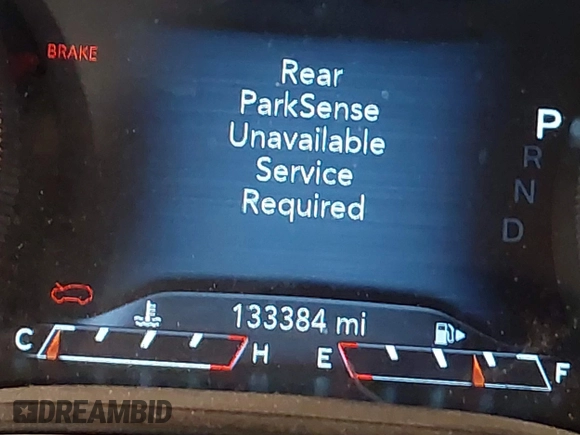 BRAKE
Rear
ParkSense
Unavailable
Service
Required
P
R
N
D
133384 mi
C H E F
DREAMBID